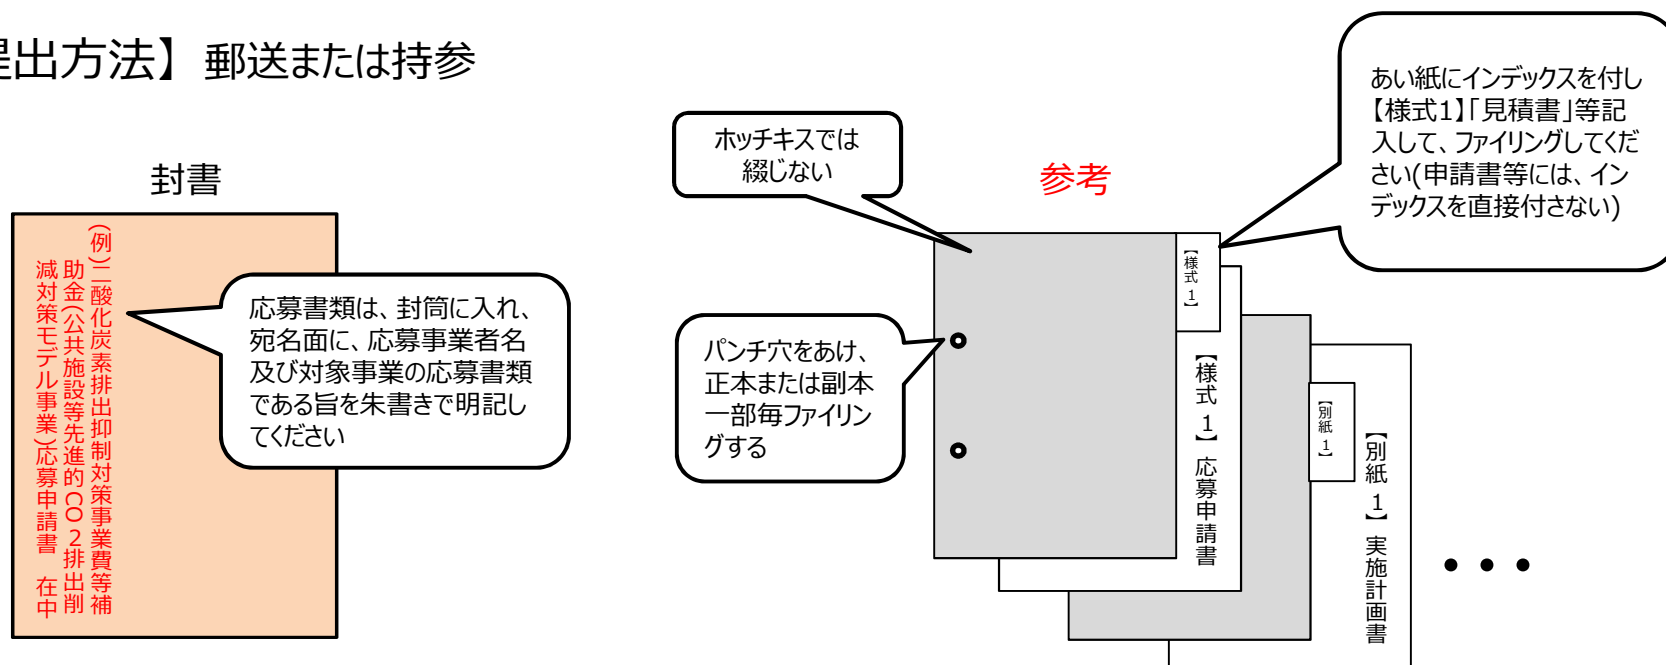 提出方法】郵送または持参
封書
(例)二酸化炭素排出抑制対策事業費等補
助金(公共施設等先進的CO2排出削
減対策モデル事業)応募申請書 在中
応募書類は、封筒に入れ、
宛名面に、応募事業者名
及び対象事業の応募書類
である旨を朱書きで明記し
てください
ホッチキスでは
綴じない
参考
あい紙にインデックスを付し
【様式1】「見積書」等記
入して、ファイリングしてくだ
さい(申請書等には、イン
デックスを直接付さない)
パンチ穴をあけ、
正本または副本
一部毎ファイリン
グする
【様式1】
【様式1】応募申請書
【別紙1】
【別紙1】実施計画書
・・・